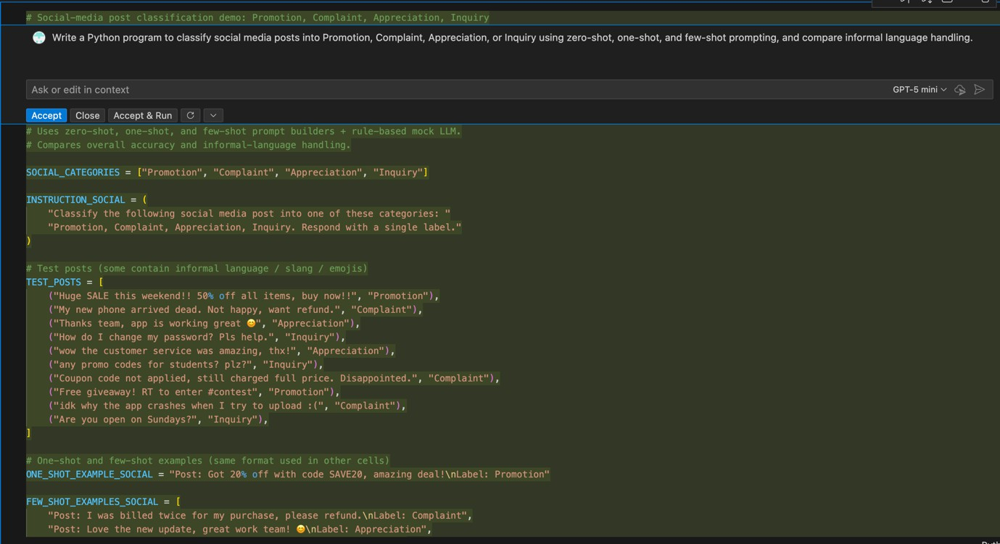 # Social-media post classification demo: Promotion, Complaint, Appreciation, Inquiry
Write a Python program to classify social media posts into Promotion, Complaint, Appreciation, or Inquiry using zero-shot, one-shot, and few-shot prompting, and compare informal language handling.
Ask or edit in context
GPT-5 mini
Accept Close Accept & Run
# Uses zero-shot, one-shot, and few-shot prompt builders + rule-based mock LLM.
# Compares overall accuracy and informal-language handling.
SOCIAL_CATEGORIES = ["Promotion", "Complaint", "Appreciation", "Inquiry"]
INSTRUCTION_SOCIAL = (
"Classify the following social media post into one of these categories: "
"Promotion, Complaint, Appreciation, Inquiry. Respond with a single label."
)
# Test posts (some contain informal language / slang / emojis)
TEST_POSTS = [
("Huge SALE this weekend!! 50% off all items, buy now!!", "Promotion"),
("My new phone arrived dead. Not happy, want refund.", "Complaint"),
("Thanks team, app is working great 😊", "Appreciation"),
("How do I change my password? Pls help.", "Inquiry"),
("wow the customer service was amazing, thx!", "Appreciation"),
("any promo codes for students? plz?", "Inquiry"),
("Coupon code not applied, still charged full price. Disappointed.", "Complaint"),
("Free giveaway! RT to enter #contest", "Promotion"),
("idk why the app crashes when I try to upload :(", "Complaint"),
("Are you open on Sundays?", "Inquiry"),
]
# One-shot and few-shot examples (same format used in other cells)
ONE_SHOT_EXAMPLE_SOCIAL = "Post: Got 20% off with code SAVE20, amazing deal!\nLabel: Promotion"
FEW_SHOT_EXAMPLES_SOCIAL = [
"Post: I was billed twice for my purchase, please refund.\nLabel: Complaint",
"Post: Love the new update, great work team! 😊\nLabel: Appreciation",